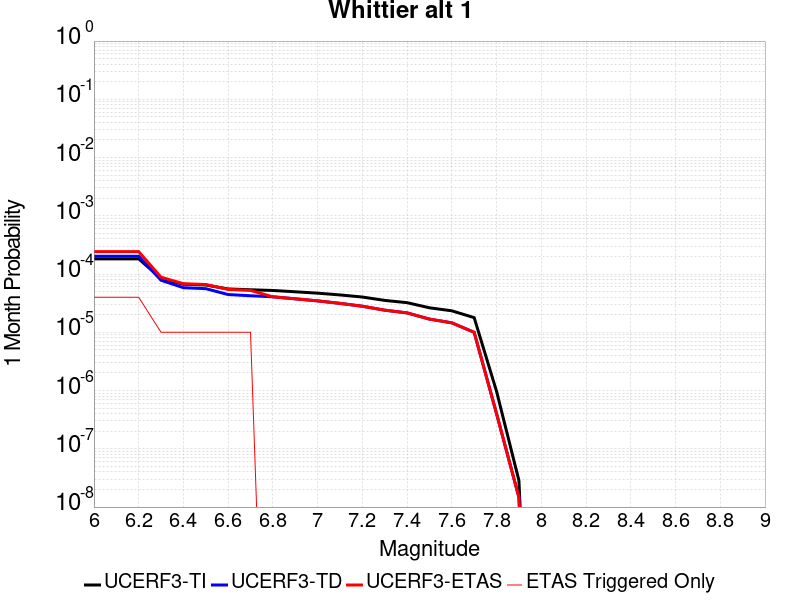 Whittier alt 1
10^0
10^-1
10^-2
10^-3
10^-4
10^-5
10^-6
10^-7
10^-8
1 Month Probability
6 6.2 6.4 6.6 6.8 7 7.2 7.4 7.6 7.8 8 8.2 8.4 8.6 8.8 9
Magnitude
UCERF3-TI UCERF3-TD UCERF3-ETAS ETAS Triggered Only